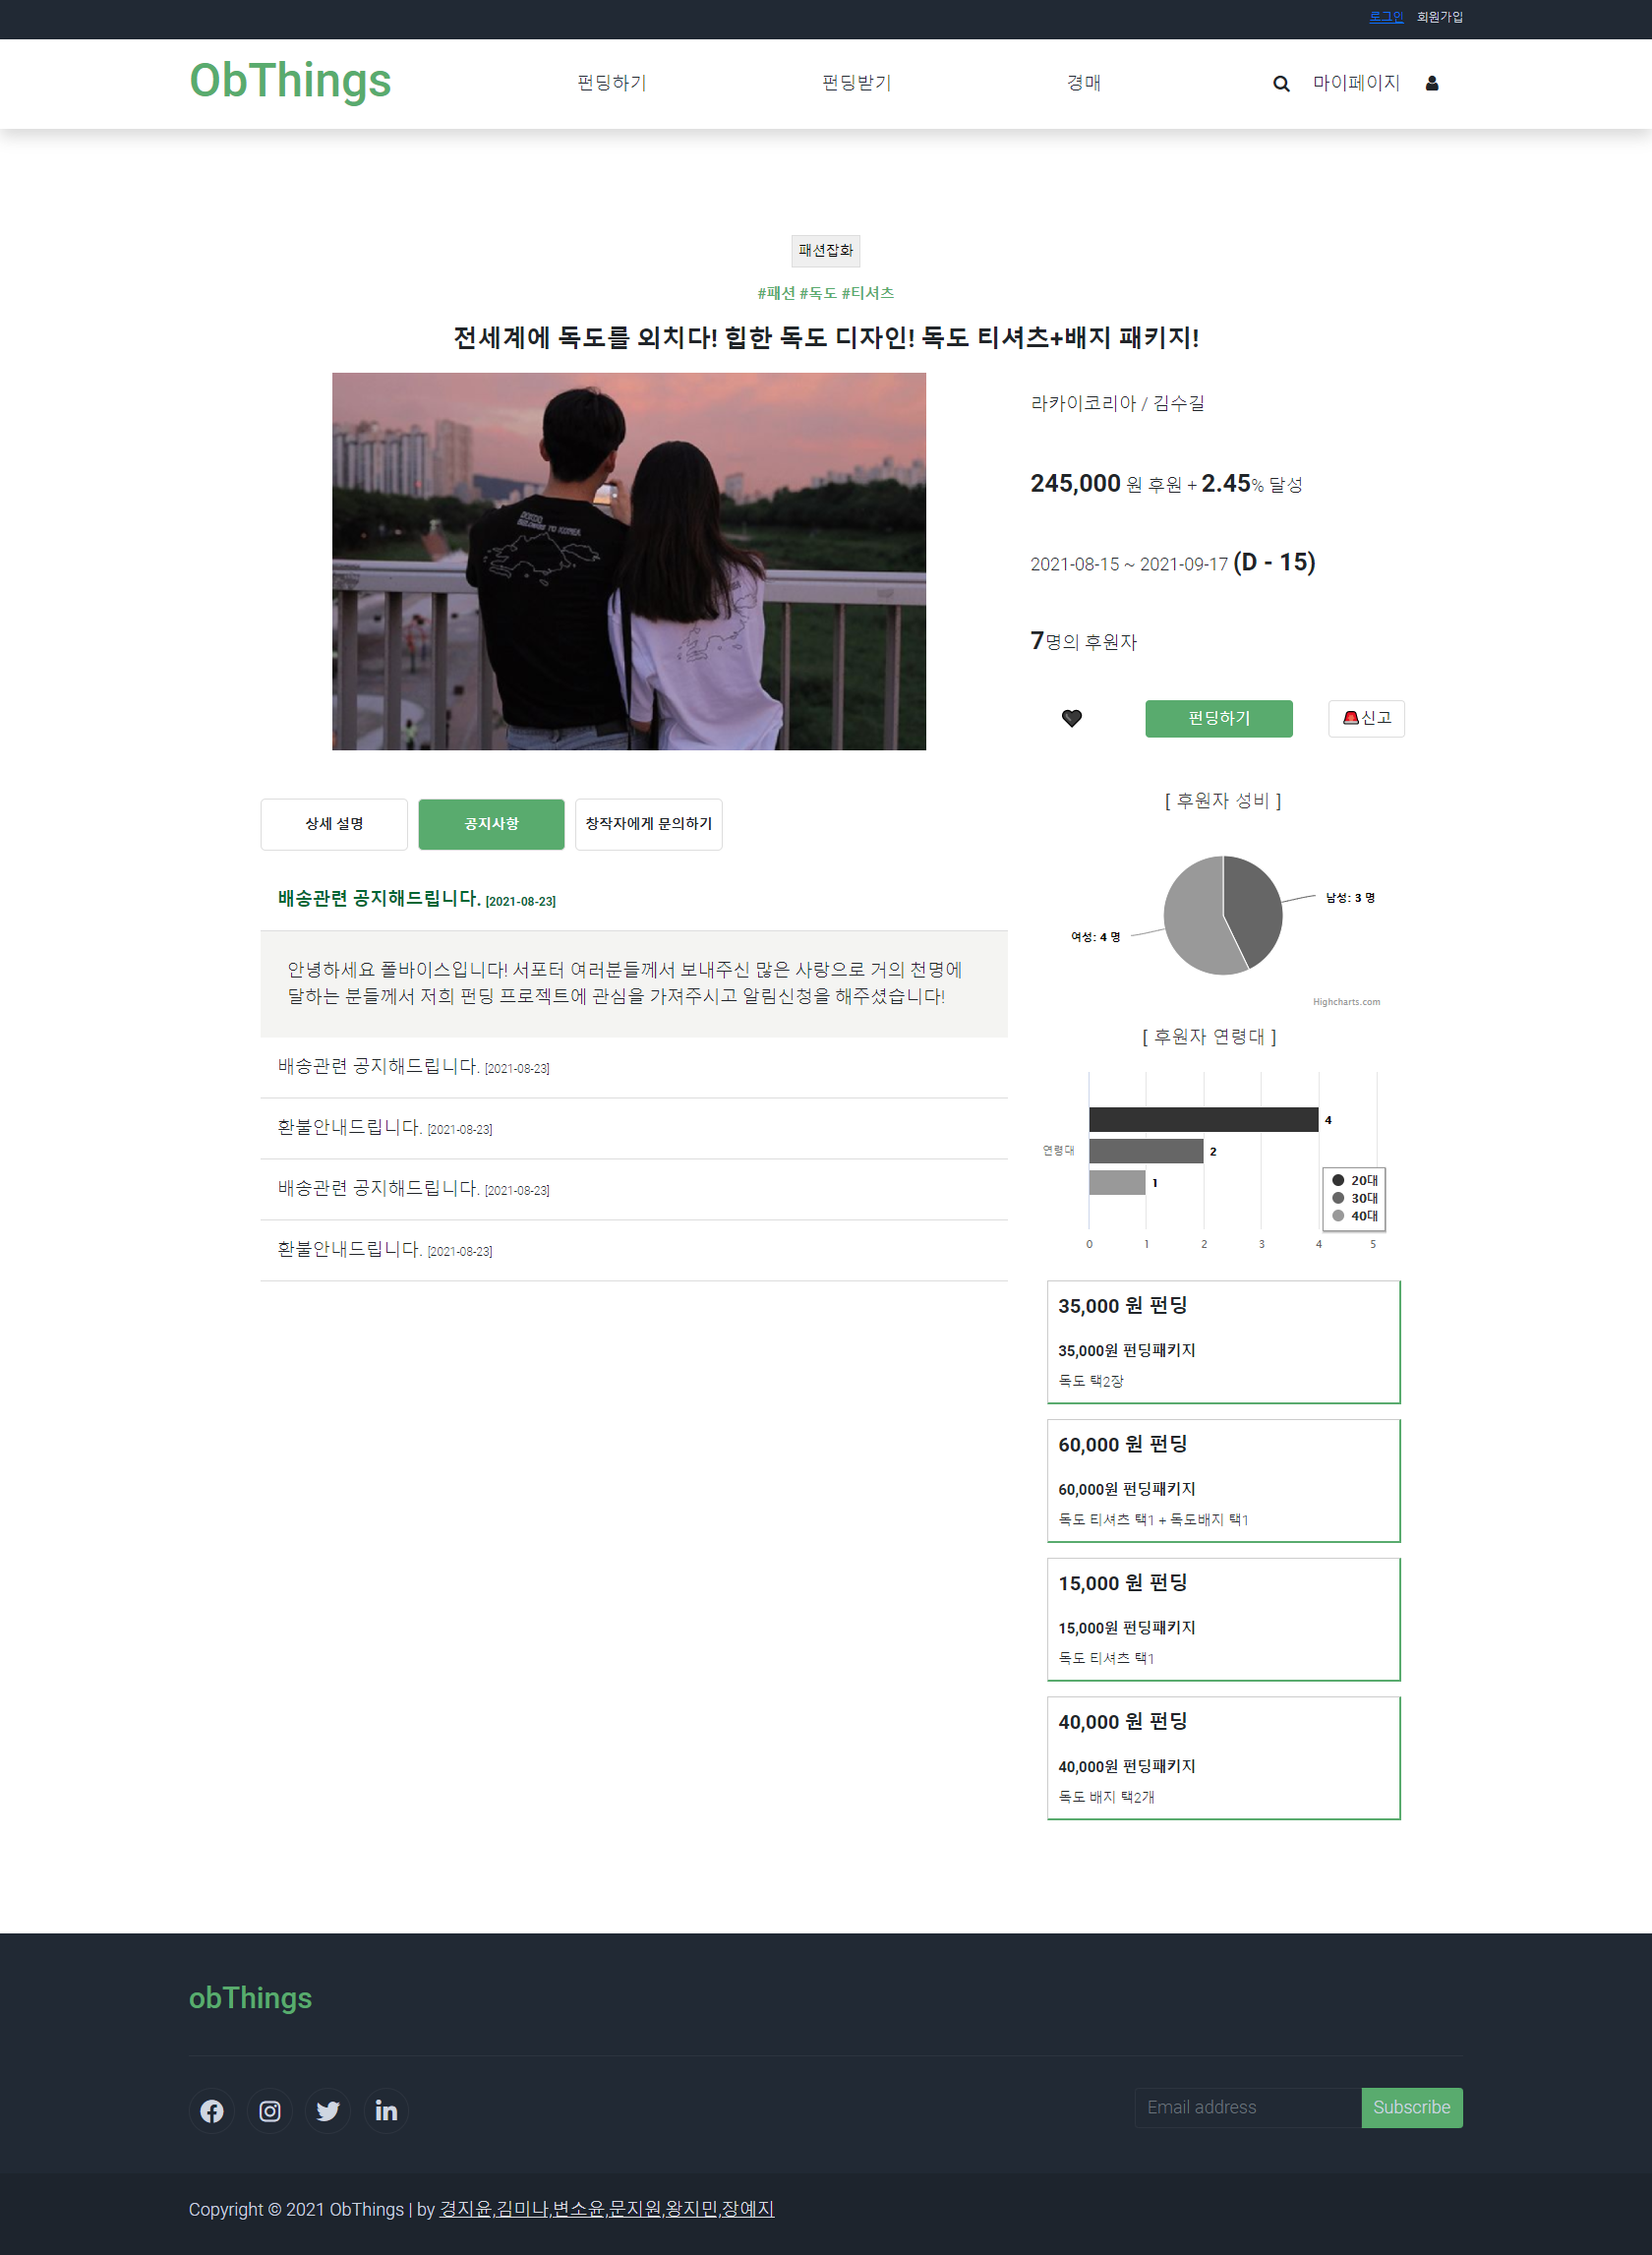 로그인 회원가입
ObThings 펀딩하기 펀딩받기 경매 마이페이지
패션잡화
#패션 #독도 #티셔츠
전세계에 독도를 외치다! 힙한 독도 디자인! 독도 티셔츠+배지 패키지!
DOKDO
BELONGS TO KOREA
라카이코리아 / 김수길
245,000 원 후원 + 2.45% 달성
2021-08-15 ~ 2021-09-17 (D - 15)
7명의 후원자
펀딩하기 신고
상세 설명 공지사항 창작자에게 문의하기
배송관련 공지해드립니다. [2021-08-23]
안녕하세요 폴바이스입니다! 서포터 여러분들께서 보내주신 많은 사랑으로 거의 천명에
달하는 분들께서 저희 펀딩 프로젝트에 관심을 가져주시고 알림신청을 해주셨습니다!
배송관련 공지해드립니다. [2021-08-23]
환불안내드립니다. [2021-08-23]
배송관련 공지해드립니다. [2021-08-23]
환불안내드립니다. [2021-08-23]
[ 후원자 성비 ]
남성: 3 명
여성: 4 명
Highcharts.com
[ 후원자 연령대 ]
4
연령대 2
1
20대
30대
40대
0 1 2 3 4 5
35,000 원 펀딩
35,000원 펀딩패키지
독도 택2장
60,000 원 펀딩
60,000원 펀딩패키지
독도 티셔츠 택1 + 독도배지 택1
15,000 원 펀딩
15,000원 펀딩패키지
독도 티셔츠 택1
40,000 원 펀딩
40,000원 펀딩패키지
독도 배지 택2개
obThings
Email address Subscribe
Copyright © 2021 ObThings | by 경지윤,김미나,변소윤,문지원,왕지민,장예지